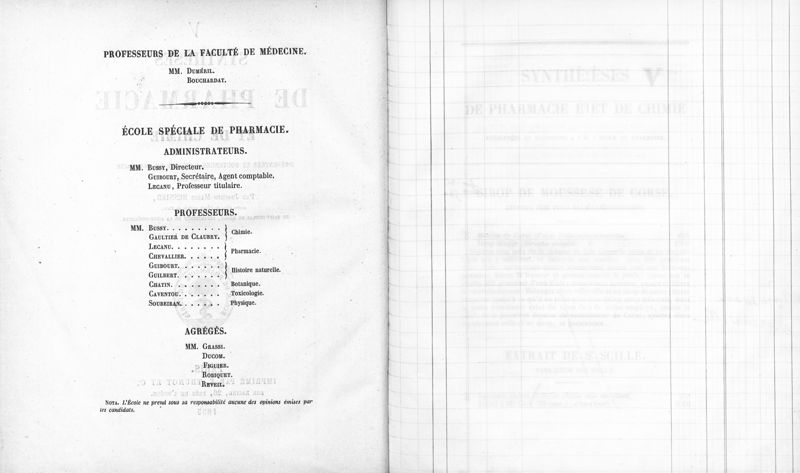 PROFESSEURS DE LA FACULTÉ DE MÉDECINE.
MM. Duméril.
Bouchardat.
ÉCOLE SPÉCIALE DE PHARMACIE.
ADMINISTRATEURS.
MM. Bussy, Directeur.
Guibourt, Secrétaire, Agent comptable.
Lecanu, Professeur titulaire.
PROFESSEURS.
MM. Bussy. . . . . . . . .
Gaultier de Claubry. } Chimie.
Lecanu. . . . . . . .
Chevallier. . . . . . } Pharmacie.
Guibourt. . . . . . .
Guilbert. . . . . . . } Histoire naturelle.
Chatin. . . . . . . . Botanique.
Caventou. . . . . . . Toxicologie.
Soubeiran. . . . . . . Physique.
AGRÉGÉS.
MM. Grassi.
Ducom.
Figuier.
Robiquet.
Reveil.
Nota. L'École ne prend sous sa responsabilité aucune des opinions émises par
les candidats.
SYNTHÈSES
DE PHARMACIE ET DE CHIMIE
SIROP DE MOUSSE DE CORSE.
EXTRAIT DE SCILLE.